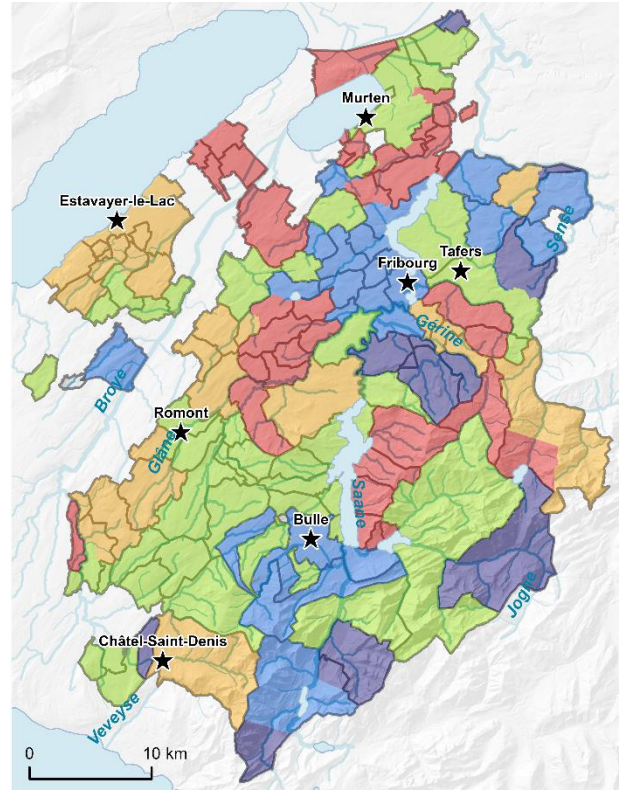 Murten
Estavayer-le-Lac
Sense
Tafers
Fribourg
Gérine
Broye
Romont
Glâne
Saane
Bulle
Jogne
Châtel-Saint-Denis
Veveyse
0 10 km